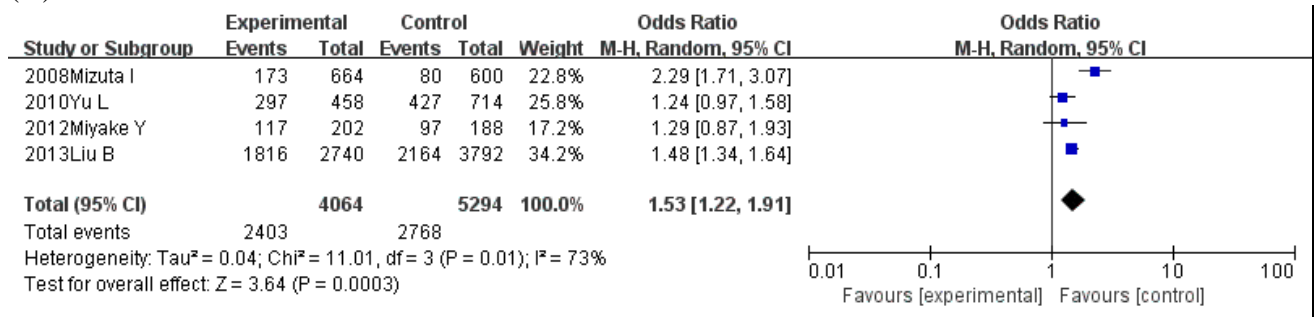 Experimental Control Odds Ratio Odds Ratio
Study or Subgroup Events Total Events Total Weight M-H, Random, 95% CI M-H, Random, 95% CI
2008Mizuta I 173 664 80 600 22.8% 2.29 [1.71, 3.07]
2010Yu L 297 458 427 714 25.8% 1.24 [0.97, 1.58]
2012Miyake Y 117 202 97 188 17.2% 1.29 [0.87, 1.93]
2013Liu B 1816 2740 2164 3792 34.2% 1.48 [1.34, 1.64]
Total (95% CI) 4064 5294 100.0% 1.53 [1.22, 1.91]
Total events 2403 2768
Heterogeneity: Tau² = 0.04; Chi² = 11.01, df = 3 (P = 0.01); I² = 73%
Test for overall effect: Z = 3.64 (P = 0.0003)
0.01 0.1 1 10 100
Favours [experimental] Favours [control]